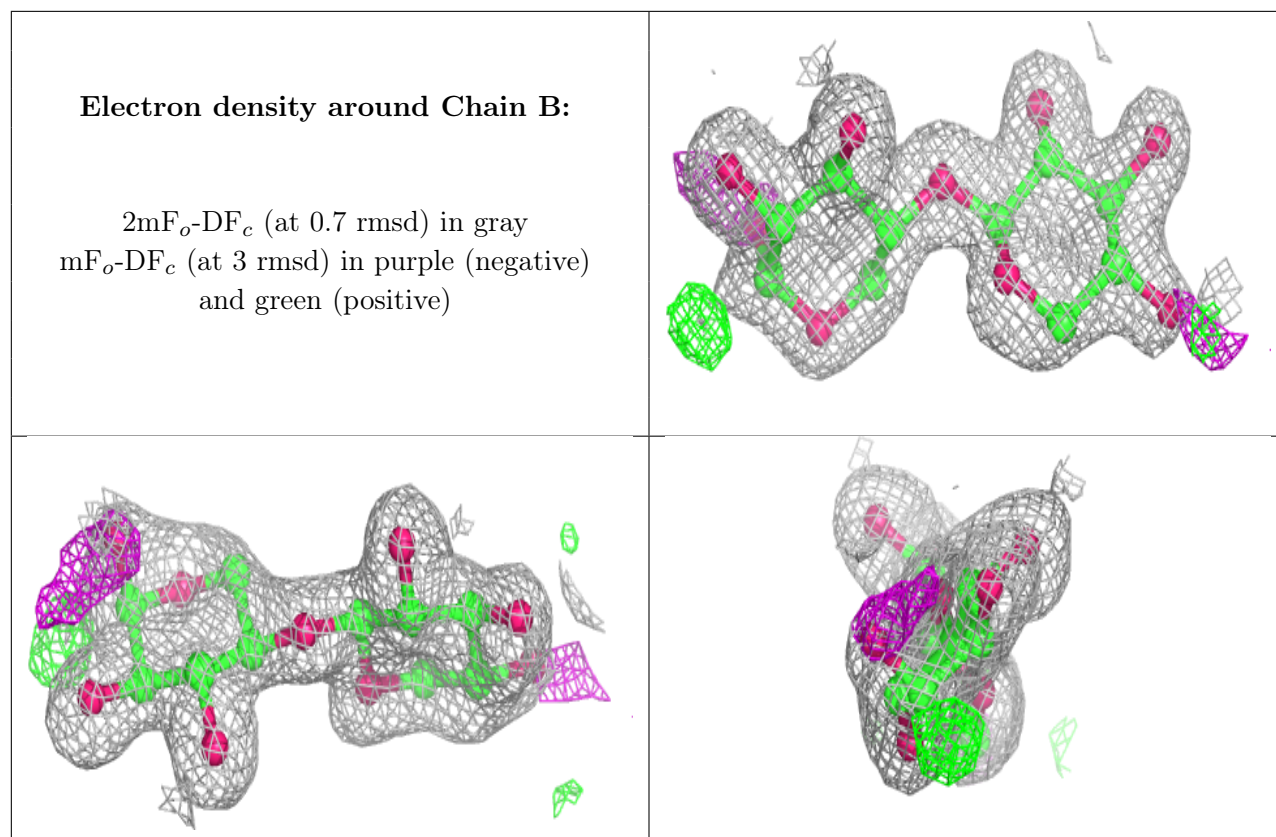 Electron density around Chain B:
2mFo-DFc (at 0.7 rmsd) in gray
mFo-DFc (at 3 rmsd) in purple (negative)
and green (positive)